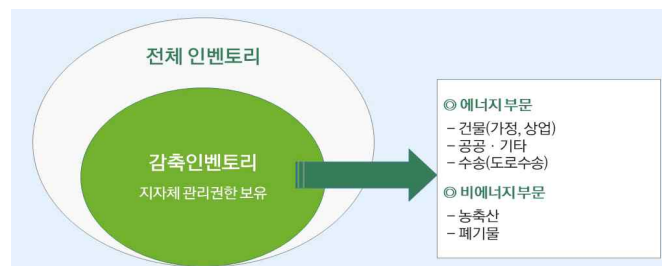 전체 인벤토리
감축인벤토리
지자체 관리권한 보유
◎ 에너지 부문
- 건물(가정, 상업)
- 공공 · 기타
- 수송(도로수송)
◎ 비에너지 부문
- 농축산
- 폐기물